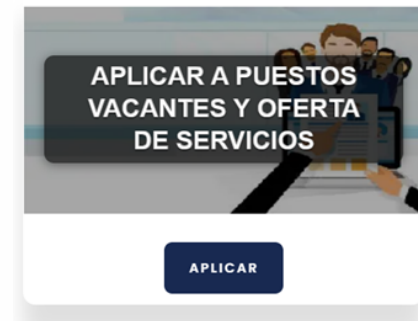 APLICAR A PUESTOS
VACANTES Y OFERTA
DE SERVICIOS
APLICAR